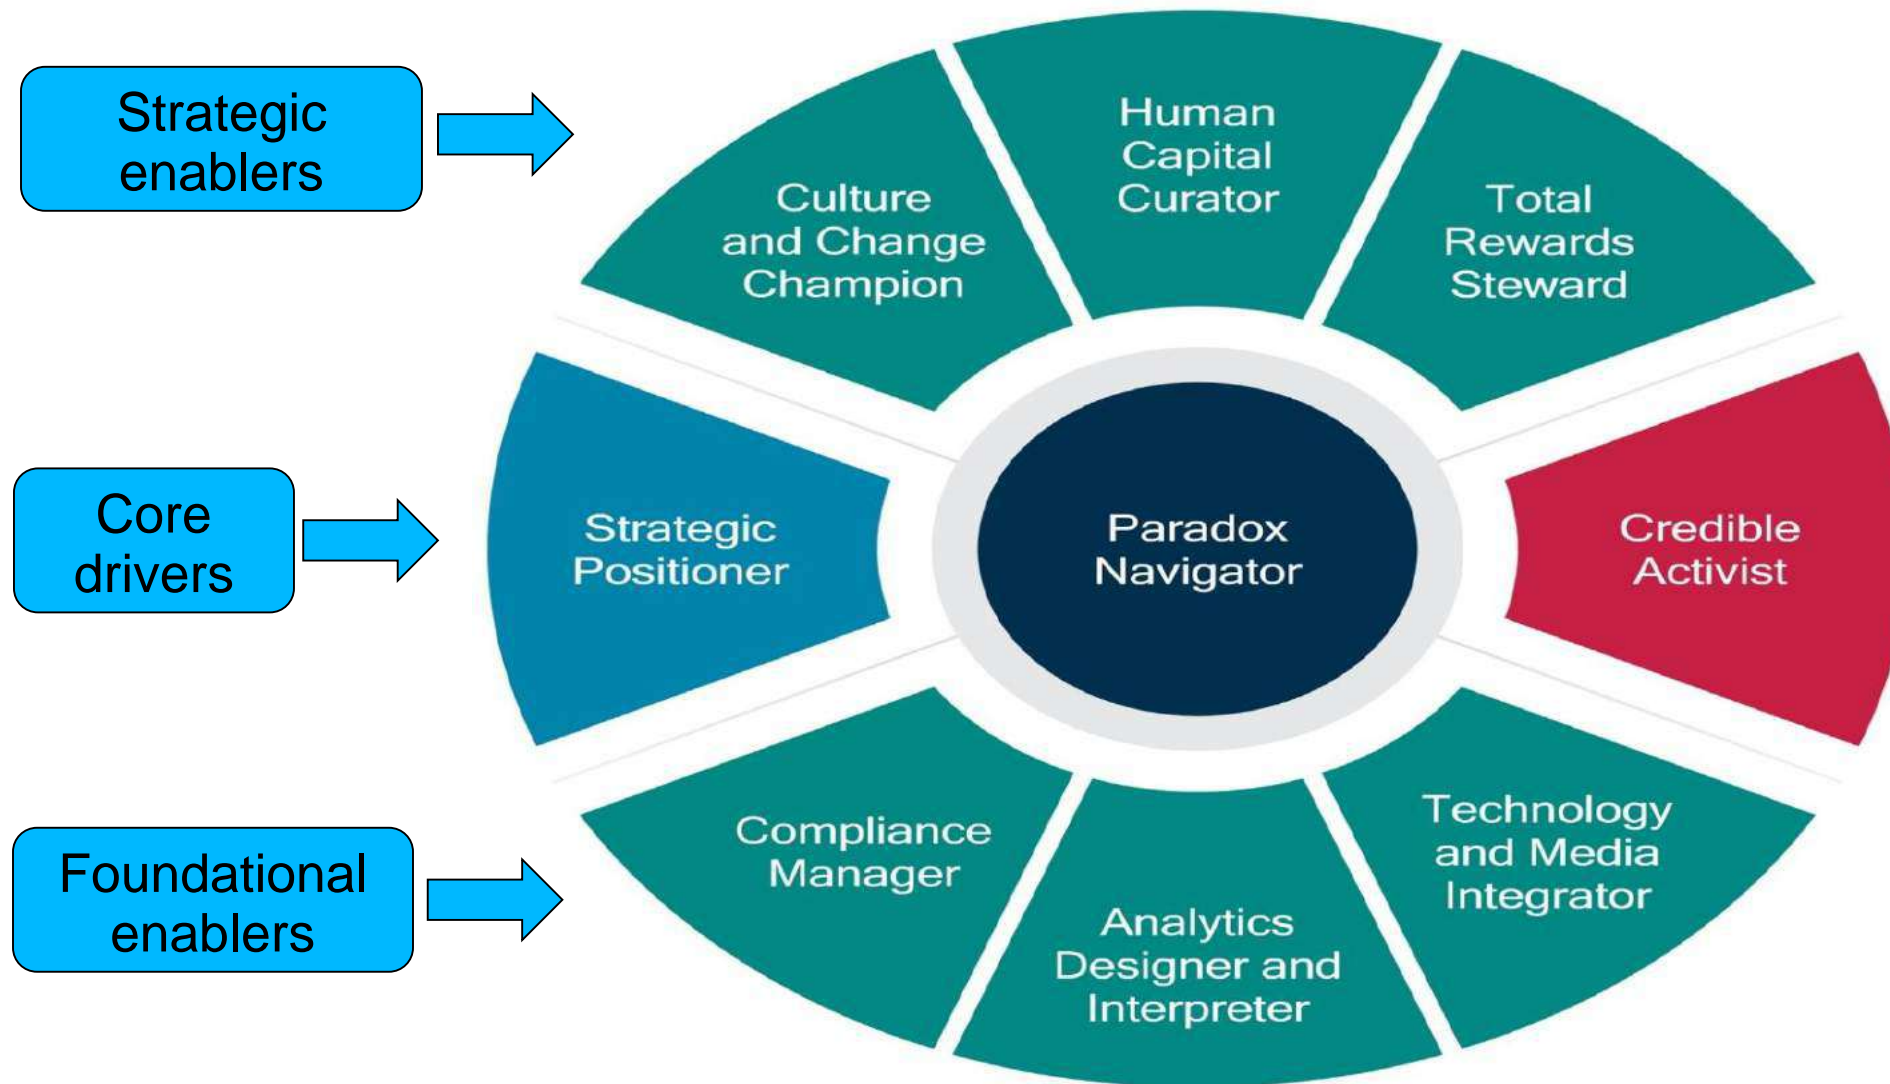 Strategic
enablers
Culture
and Change
Champion
Human
Capital
Curator
Total
Rewards
Steward
Core
drivers
Strategic
Positioner
Paradox
Navigator
Credible
Activist
Foundational
enablers
Compliance
Manager
Analytics
Designer and
Interpreter
Technology
and Media
Integrator